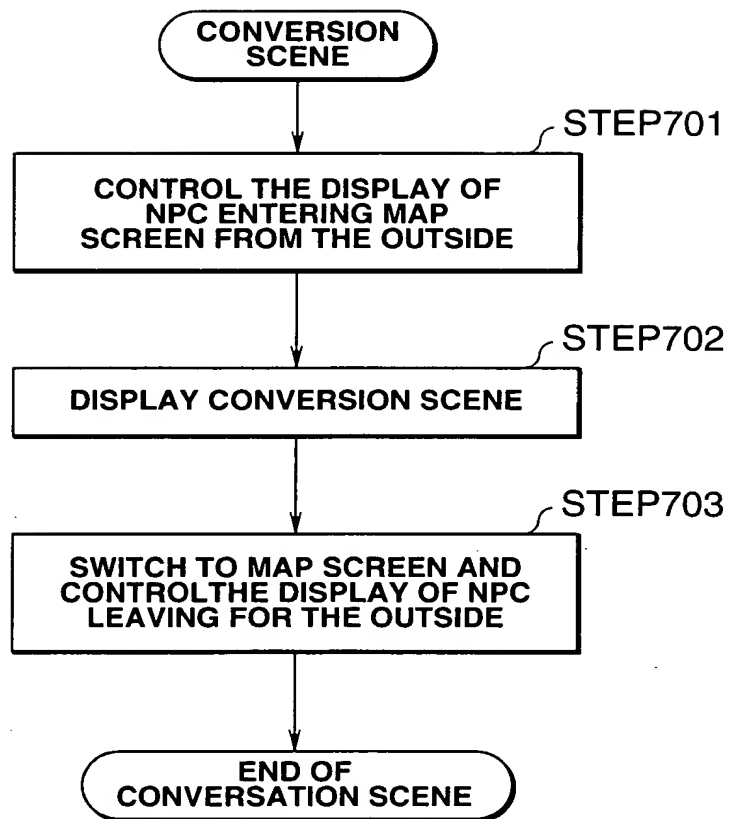 CONVERSION
SCENE
STEP701
CONTROL THE DISPLAY OF
NPC ENTERING MAP
SCREEN FROM THE OUTSIDE
STEP702
DISPLAY CONVERSION SCENE
STEP703
SWITCH TO MAP SCREEN AND
CONTROLTHE DISPLAY OF NPC
LEAVING FOR THE OUTSIDE
END OF
CONVERSATION SCENE